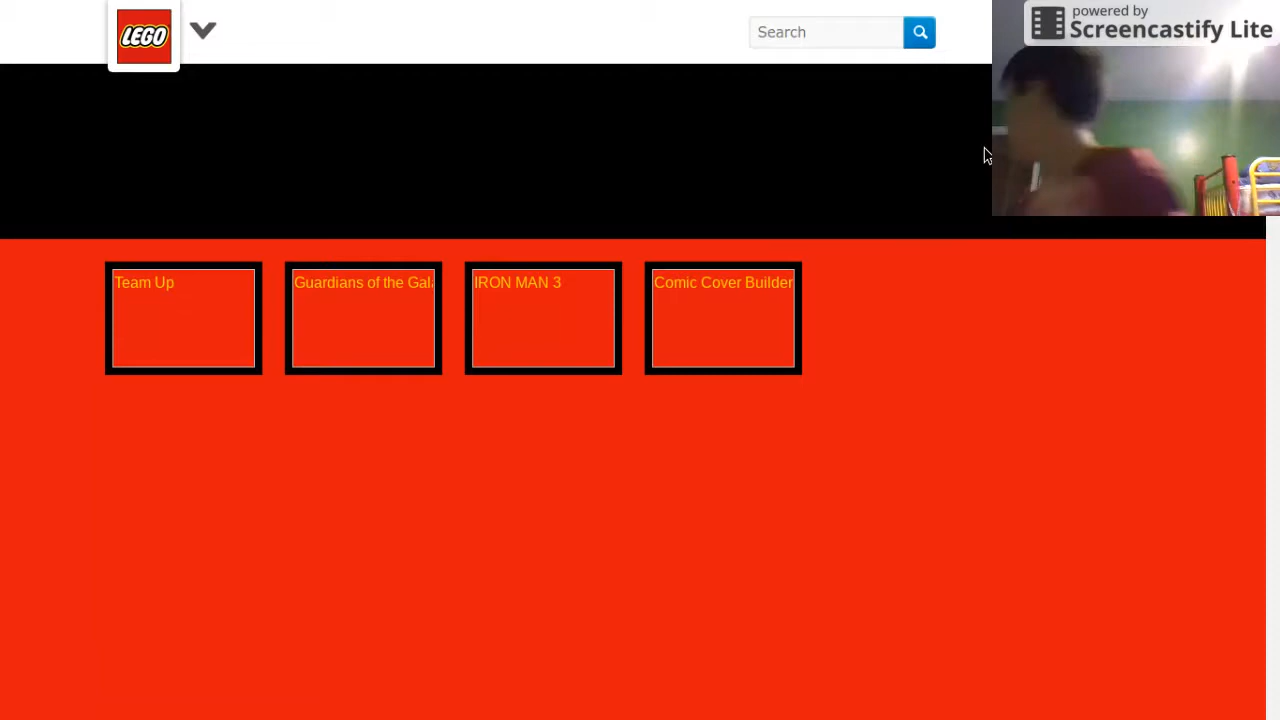 LEGO
Search
powered by
Screencastify Lite
Team Up
Guardians of the Gal
IRON MAN 3
Comic Cover Builder